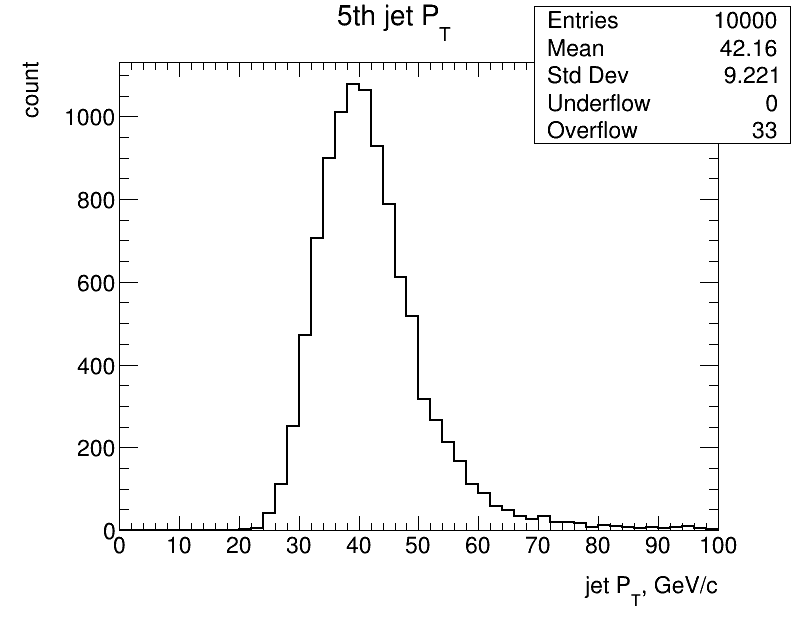 5th jet P_T
Entries 10000
Mean 42.16
Std Dev 9.221
Underflow 0
Overflow 33
count
1000
800
600
400
200
0
0 10 20 30 40 50 60 70 80 90 100
jet P_T, GeV/c